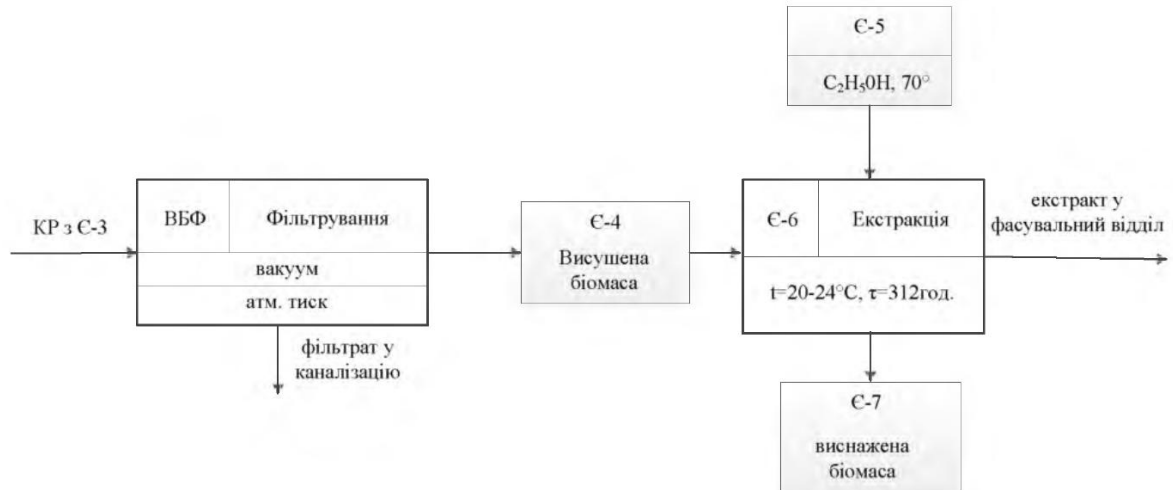 Є-5
C₂H₅0H, 70°
КР з Є-3
ВБФ
Фільтрування
вакуум
атм. тиск
фільтрат у
каналізацію
Є-4
Висушена
біомаса
Є-6
Екстракція
t=20-24°C, τ=312год.
екстракт у
фасувальний відділ
Є-7
виснажена
біомаса